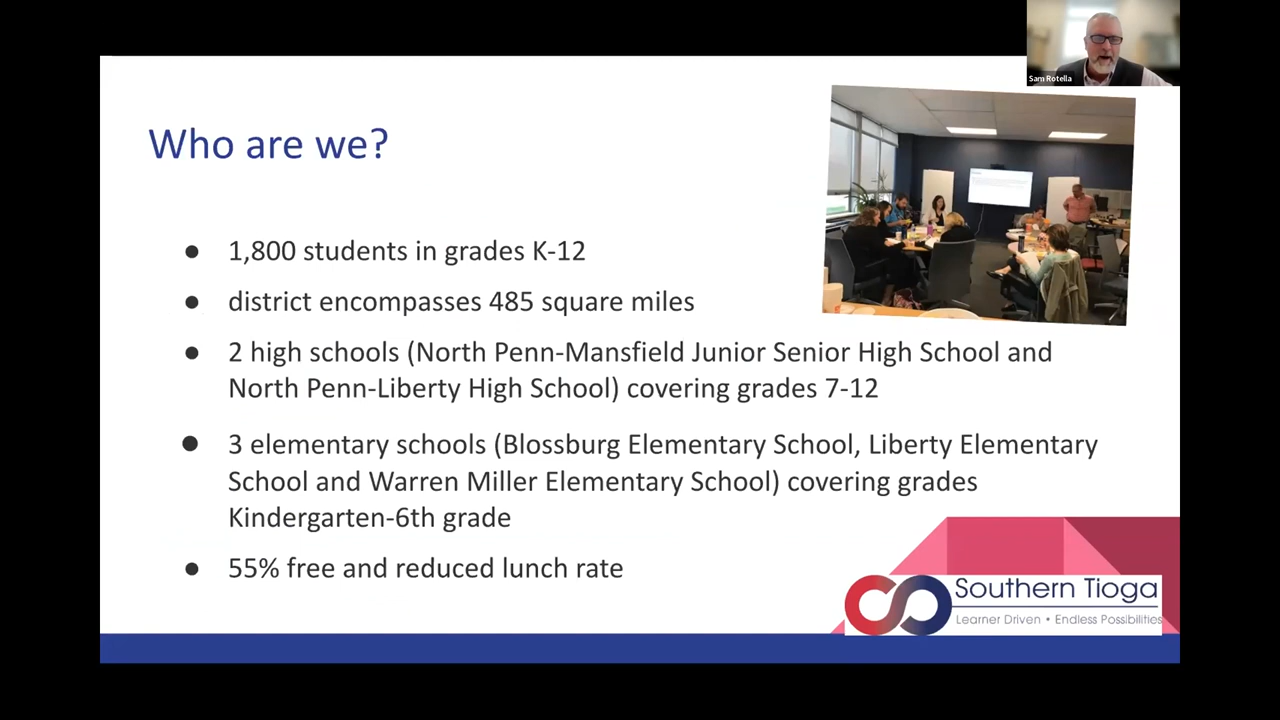 Sam Rotella
Who are we?
● 1,800 students in grades K-12
● district encompasses 485 square miles
● 2 high schools (North Penn-Mansfield Junior Senior High School and
North Penn-Liberty High School) covering grades 7-12
● 3 elementary schools (Blossburg Elementary School, Liberty Elementary
School and Warren Miller Elementary School) covering grades
Kindergarten-6th grade
● 55% free and reduced lunch rate
Southern Tioga
Learner Driven • Endless Possibilities